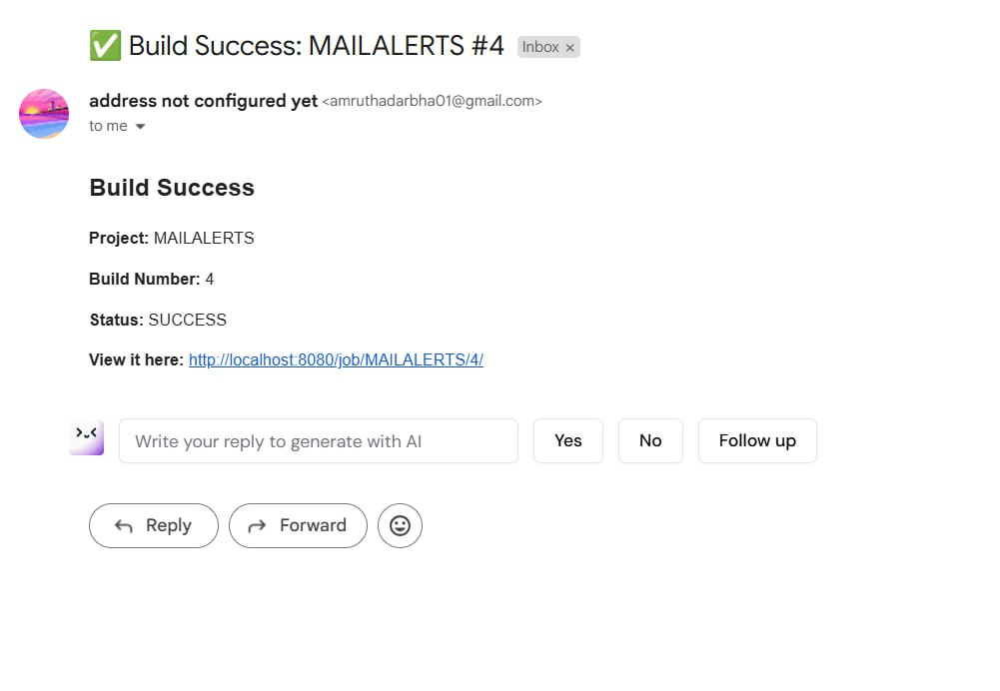 ✅ Build Success: MAILALERTS #4 Inbox ×
address not configured yet <amruthadarbha01@gmail.com>
to me
Build Success
Project: MAILALERTS
Build Number: 4
Status: SUCCESS
View it here: http://localhost:8080/job/MAILALERTS/4/
Write your reply to generate with AI Yes No Follow up
Reply Forward